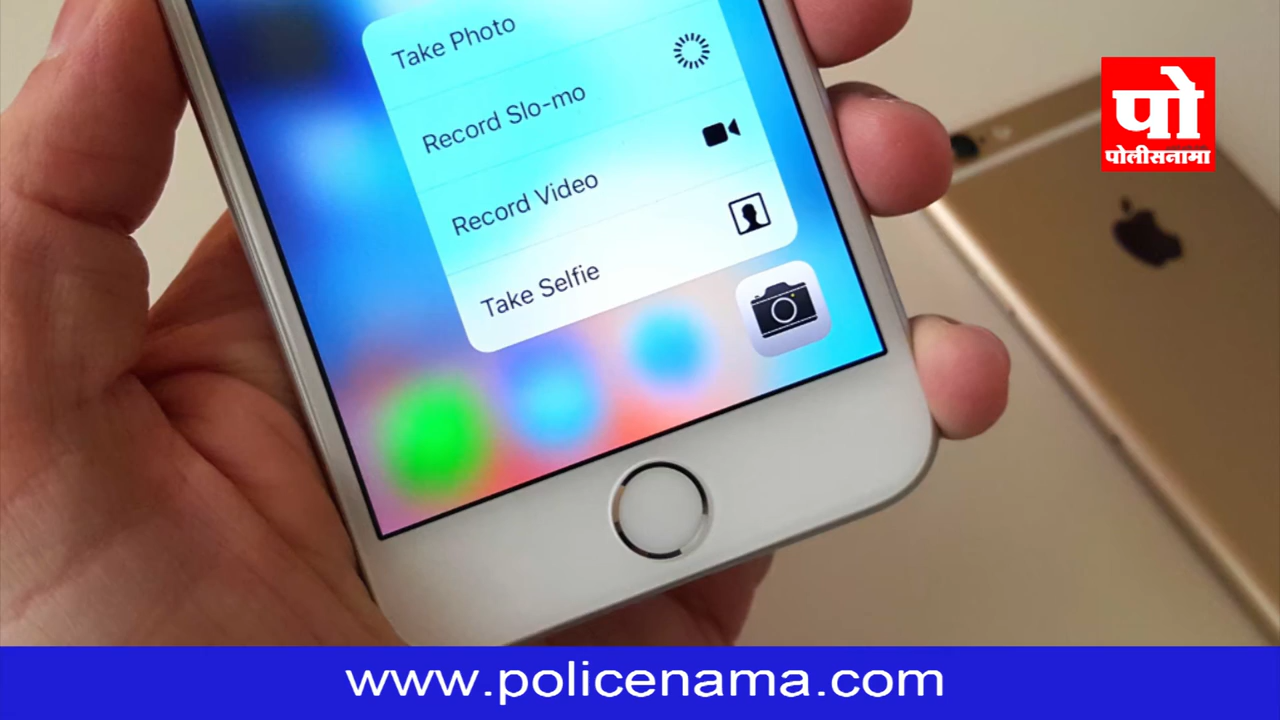 Take Photo
Record Slo-mo
Record Video
Take Selfie
पो
पोलीसनामा
www.policenama.com